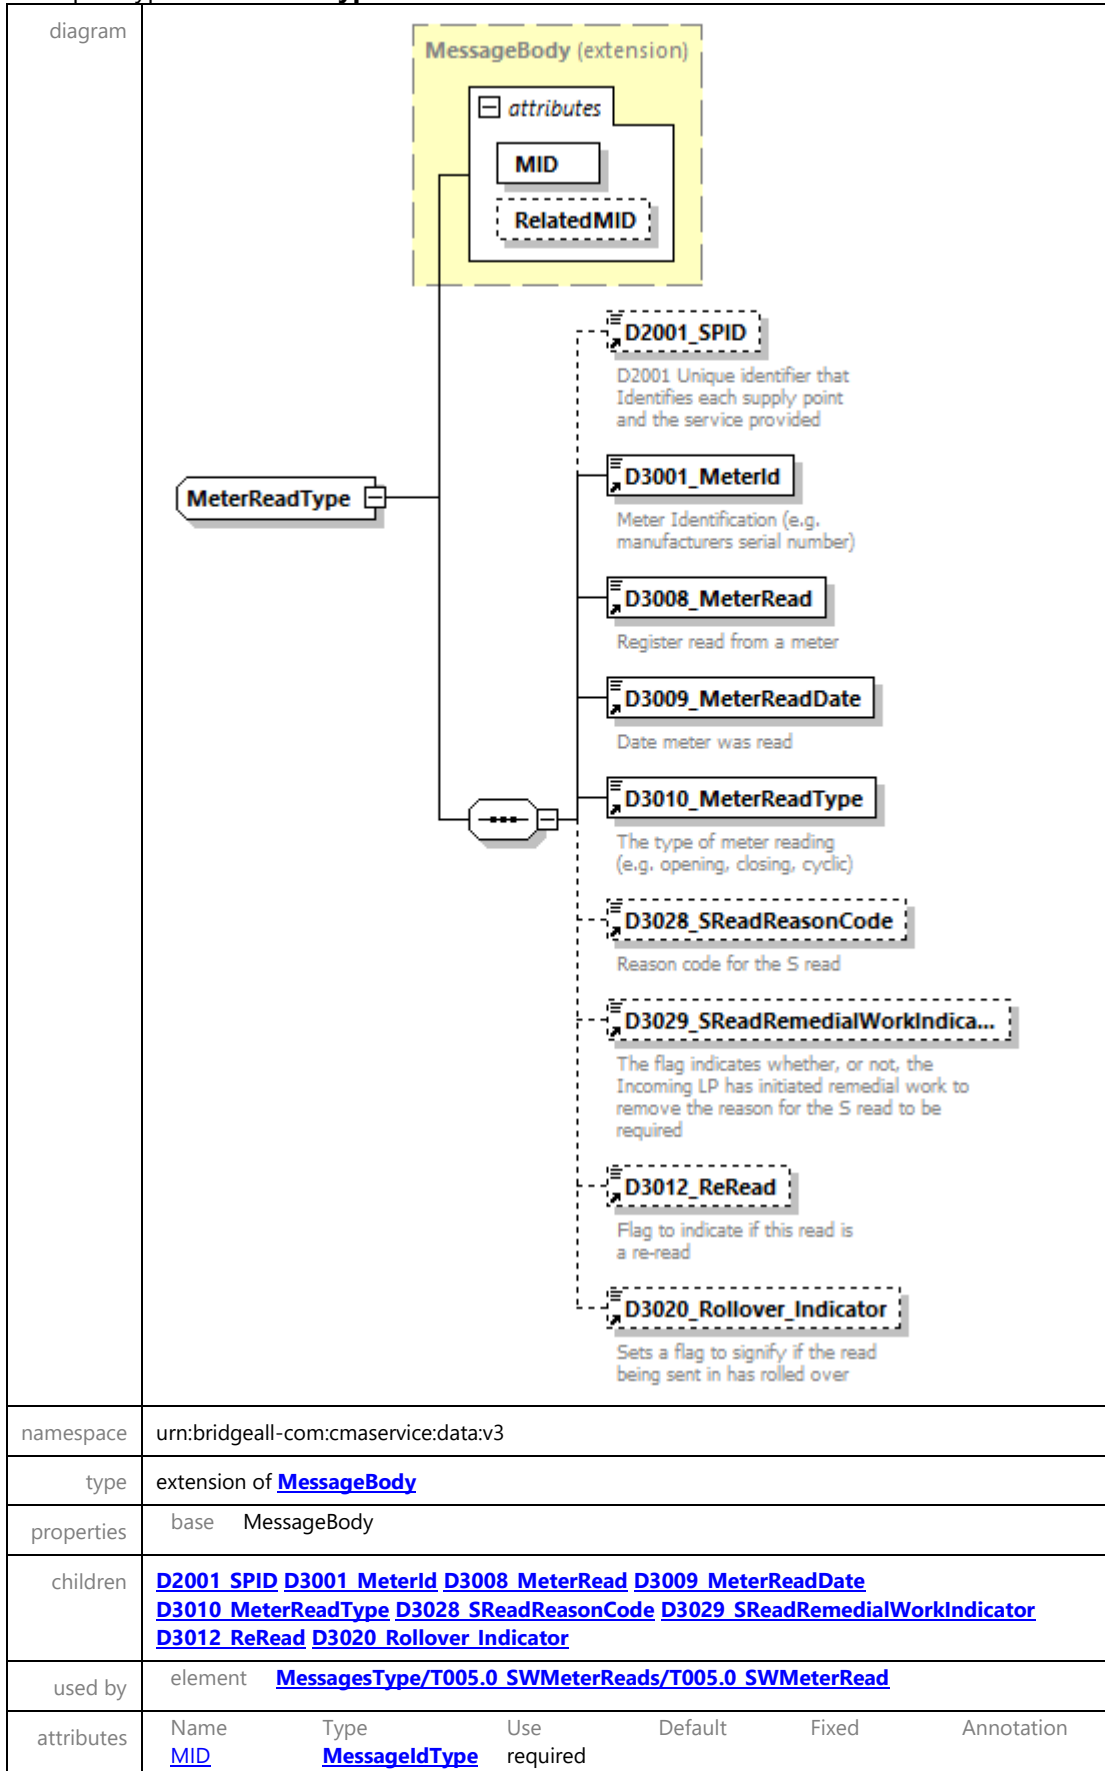 diagram
MessageBody (extension)
attributes
MID
RelatedMID
D2001_SPID
D2001 Unique identifier that
Identifies each supply point
and the service provided
D3001_MeterId
Meter Identification (e.g.
manufacturers serial number)
MeterReadType
D3008_MeterRead
Register read from a meter
D3009_MeterReadDate
Date meter was read
D3010_MeterReadType
The type of meter reading
(e.g. opening, closing, cyclic)
D3028_SReadReasonCode
Reason code for the S read
D3029_SReadRemedialWorkIndica...
The flag indicates whether, or not, the
Incoming LP has initiated remedial work to
remove the reason for the S read to be
required
D3012_ReRead
Flag to indicate if this read is
a re-read
D3020_Rollover_Indicator
Sets a flag to signify if the read
being sent in has rolled over
namespace urn:bridgeall-com:cmaservice:data:v3
type extension of MessageBody
properties base MessageBody
children D2001_SPID D3001_MeterId D3008_MeterRead D3009_MeterReadDate
D3010_MeterReadType D3028_SReadReasonCode D3029_SReadRemedialWorkIndicator
D3012_ReRead D3020_Rollover_Indicator
used by element MessagesType/T005.0_SWMeterReads/T005.0_SWMeterRead
attributes Name Type Use Default Fixed Annotation
MID MessageIdType required